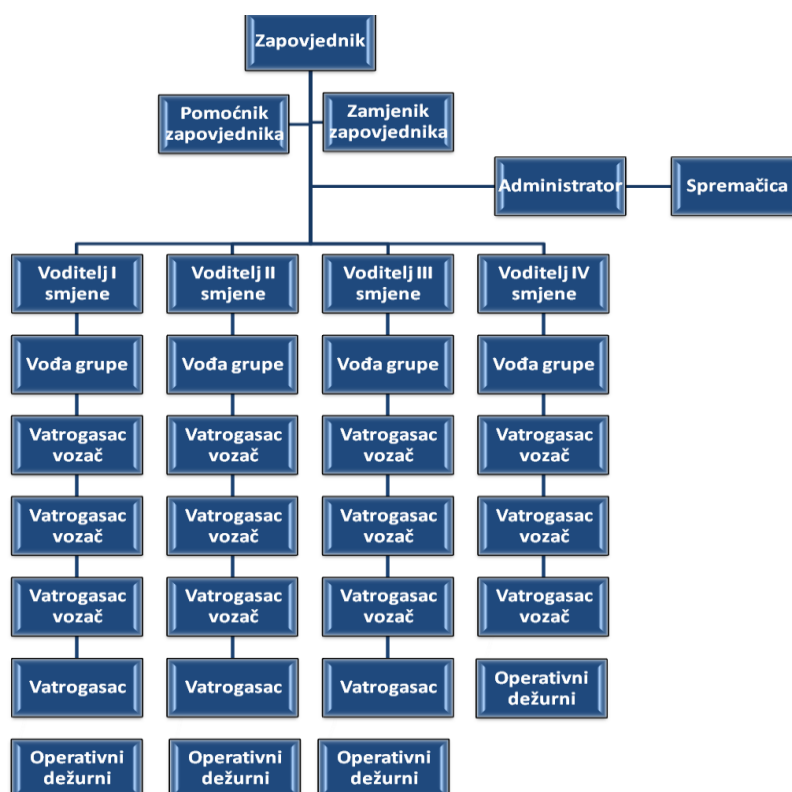 Zapovjednik
Pomoćnik
zapovjednika
Zamjenik
zapovjednika
Administrator
Spremačica
Voditelj I
smjene
Voditelj II
smjene
Voditelj III
smjene
Voditelj IV
smjene
Vođa grupe
Vođa grupe
Vođa grupe
Vođa grupe
Vatrogasac
vozač
Vatrogasac
vozač
Vatrogasac
vozač
Vatrogasac
vozač
Vatrogasac
vozač
Vatrogasac
vozač
Vatrogasac
vozač
Vatrogasac
vozač
Vatrogasac
vozač
Vatrogasac
vozač
Vatrogasac
vozač
Vatrogasac
vozač
Vatrogasac
Vatrogasac
Vatrogasac
Operativni
dežurni
Operativni
dežurni
Operativni
dežurni
Operativni
dežurni